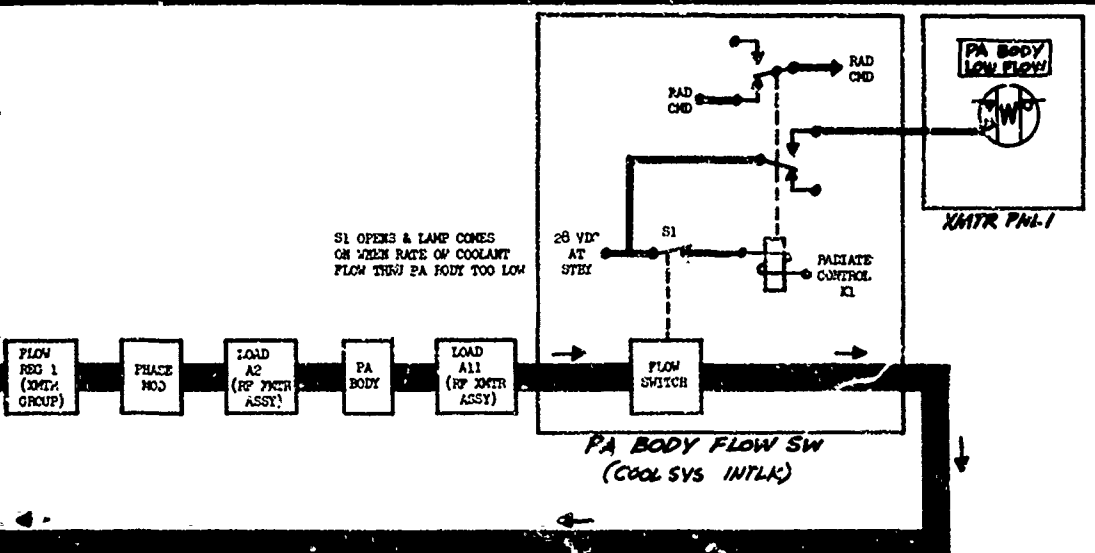 RAD
CMD
RAD
CMD
PA BODY
LOW FLOW
W
XMTR PNL 1
S1 OPENS & LAMP COMES
ON WHEN RATE OF COOLANT
FLOW THRU PA BODY TOO LOW
28 VDC
AT
STBY
S1
RADIATE
CONTROL
K1
FLOW
REG 1
(XMTR
GROUP)
PHASE
MOD
LOAD
A2
(RF XMTR
ASSY)
PA
BODY
LOAD
A11
(RF XMTR
ASSY)
FLOW
SWITCH
PA BODY FLOW SW
(COOL SYS INTLK)